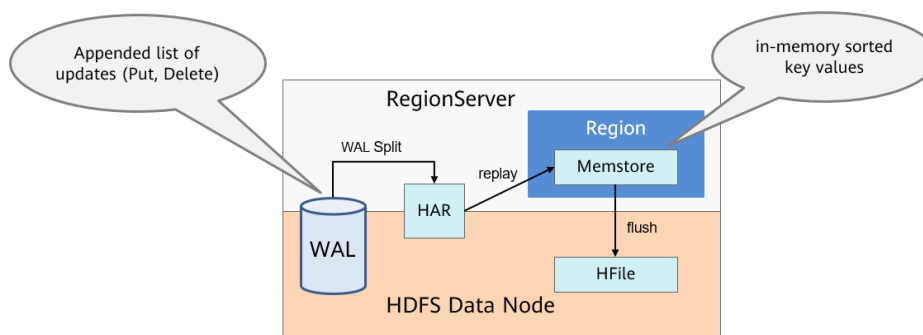 Appended list of
updates (Put, Delete)
in-memory sorted
key values
RegionServer
Region
WAL Split
Memstore
replay
HAR
WAL
flush
HFile
HDFS Data Node